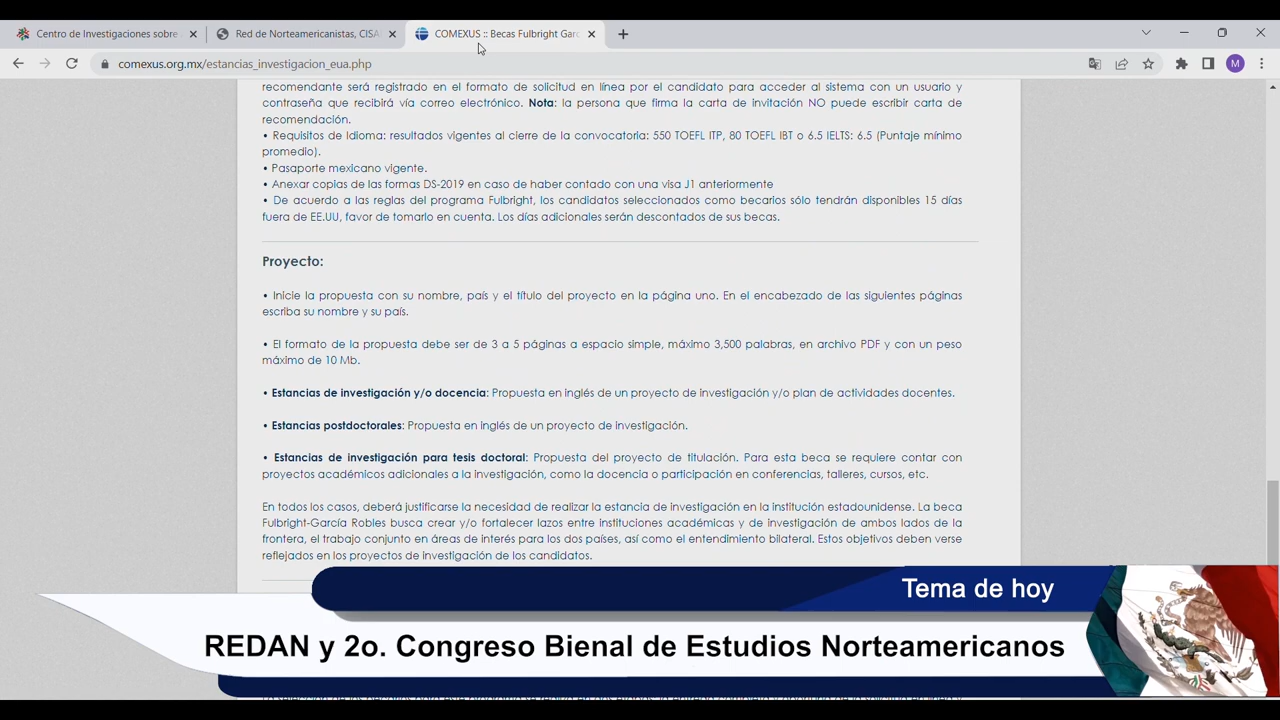 Centro de Investigaciones sobre
Red de Norteamericanistas, CISA
COMEXUS :: Becas Fulbright Garc
comexus.org.mx/estancias_investigacion_eua.php
M
recomendante será registrado en el formato de solicitud en línea por el candidato para acceder al sistema con un usuario y
contraseña que recibirá vía correo electrónico. Nota: la persona que firma la carta de invitación NO puede escribir carta de
recomendación.
• Requisitos de Idioma: resultados vigentes al cierre de la convocatoria: 550 TOEFL ITP, 80 TOEFL IBT o 6.5 IELTS: 6.5 (Puntaje mínimo
promedio).
• Pasaporte mexicano vigente.
• Anexar copias de las formas DS-2019 en caso de haber contado con una visa J1 anteriormente
• De acuerdo a las reglas del programa Fulbright, los candidatos seleccionados como becarios sólo tendrán disponibles 15 días
fuera de EE.UU, favor de tomarlo en cuenta. Los días adicionales serán descontados de sus becas.
Proyecto:
• Inicie la propuesta con su nombre, país y el título del proyecto en la página uno. En el encabezado de las siguientes páginas
escriba su nombre y su país.
• El formato de la propuesta debe ser de 3 a 5 páginas a espacio simple, máximo 3,500 palabras, en archivo PDF y con un peso
máximo de 10 Mb.
• Estancias de investigación y/o docencia: Propuesta en inglés de un proyecto de investigación y/o plan de actividades docentes.
• Estancias postdoctorales: Propuesta en inglés de un proyecto de investigación.
• Estancias de investigación para tesis doctoral: Propuesta del proyecto de titulación. Para esta beca se requiere contar con
proyectos académicos adicionales a la investigación, como la docencia o participación en conferencias, talleres, cursos, etc.
En todos los casos, deberá justificarse la necesidad de realizar la estancia de investigación en la institución estadounidense. La beca
Fulbright-García Robles busca crear y/o fortalecer lazos entre instituciones académicas y de investigación de ambos lados de la
frontera, el trabajo conjunto en áreas de interés para los dos países, así como el entendimiento bilateral. Estos objetivos deben verse
reflejados en los proyectos de investigación de los candidatos.
Tema de hoy
REDAN y 2o. Congreso Bienal de Estudios Norteamericanos